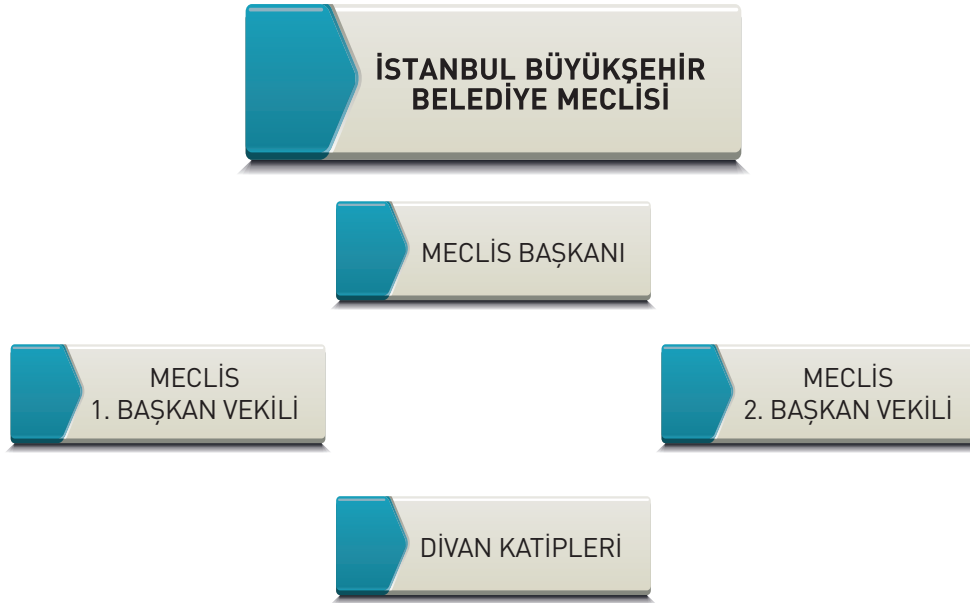 İSTANBUL BÜYÜKŞEHİR
BELEDİYE MECLİSİ
MECLİS BAŞKANI
MECLİS
1. BAŞKAN VEKİLİ
MECLİS
2. BAŞKAN VEKİLİ
DİVAN KATİPLERİ